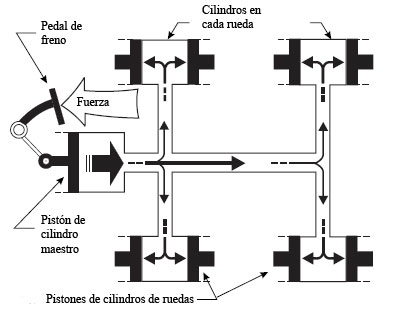 Pedal de
freno
Cilindros en
cada rueda
Fuerza
Pistón de
cilindro
maestro
Pistones de cilindros de ruedas